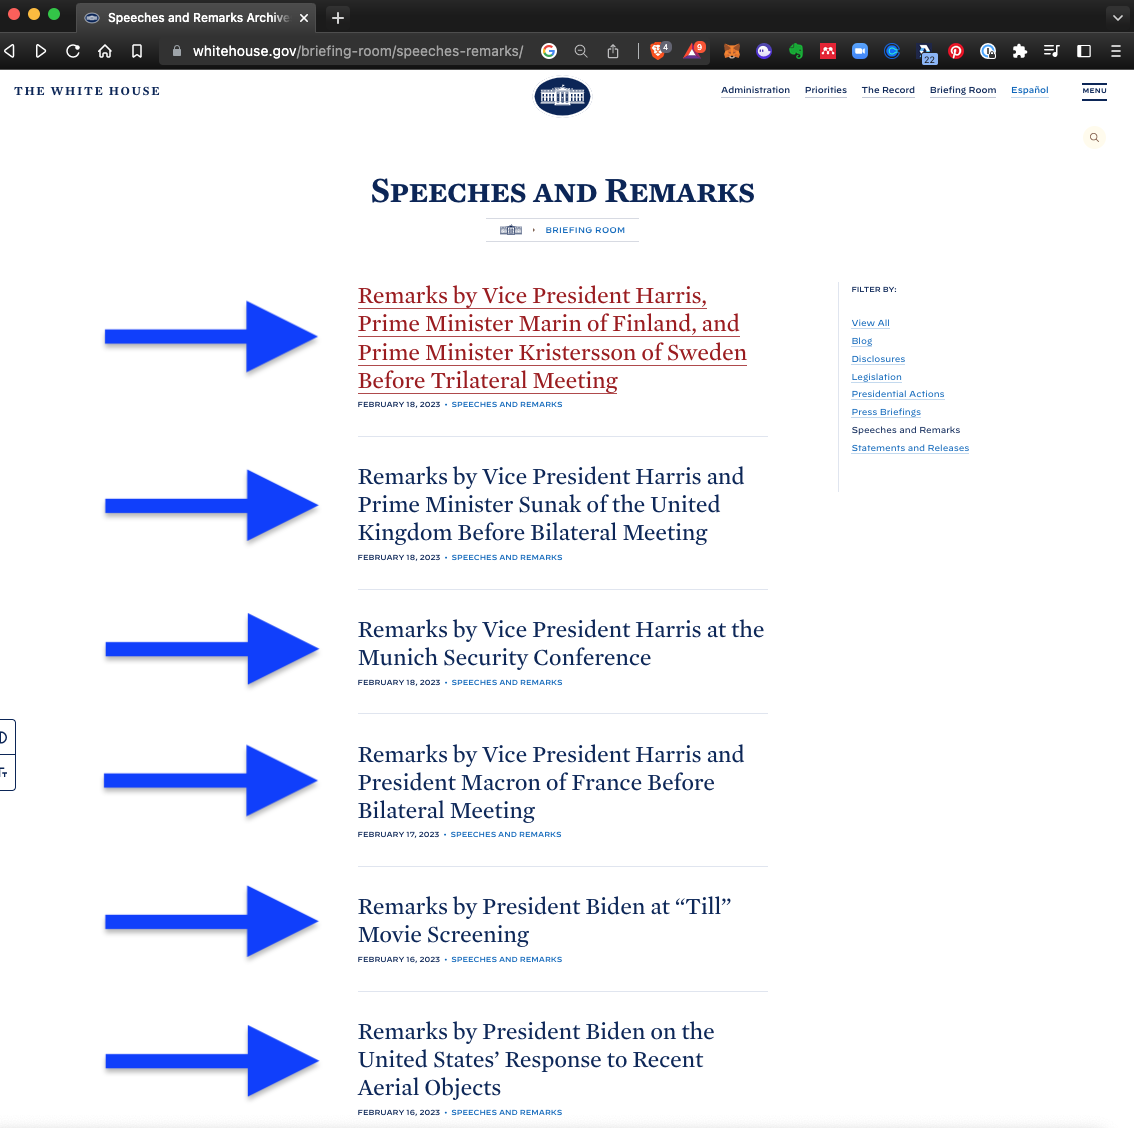 Speeches and Remarks Archive
whitehouse.gov/briefing-room/speeches-remarks/
4
9
22
THE WHITE HOUSE
Administration
Priorities
The Record
Briefing Room
Español
MENU
SPEECHES AND REMARKS
BRIEFING ROOM
Remarks by Vice President Harris,
Prime Minister Marin of Finland, and
Prime Minister Kristersson of Sweden
Before Trilateral Meeting
FEBRUARY 18, 2023 • SPEECHES AND REMARKS
Remarks by Vice President Harris and
Prime Minister Sunak of the United
Kingdom Before Bilateral Meeting
FEBRUARY 18, 2023 • SPEECHES AND REMARKS
Remarks by Vice President Harris at the
Munich Security Conference
FEBRUARY 18, 2023 • SPEECHES AND REMARKS
Remarks by Vice President Harris and
President Macron of France Before
Bilateral Meeting
FEBRUARY 17, 2023 • SPEECHES AND REMARKS
Remarks by President Biden at “Till”
Movie Screening
FEBRUARY 16, 2023 • SPEECHES AND REMARKS
Remarks by President Biden on the
United States’ Response to Recent
Aerial Objects
FEBRUARY 16, 2023 • SPEECHES AND REMARKS
FILTER BY:
View All
Blog
Disclosures
Legislation
Presidential Actions
Press Briefings
Speeches and Remarks
Statements and Releases